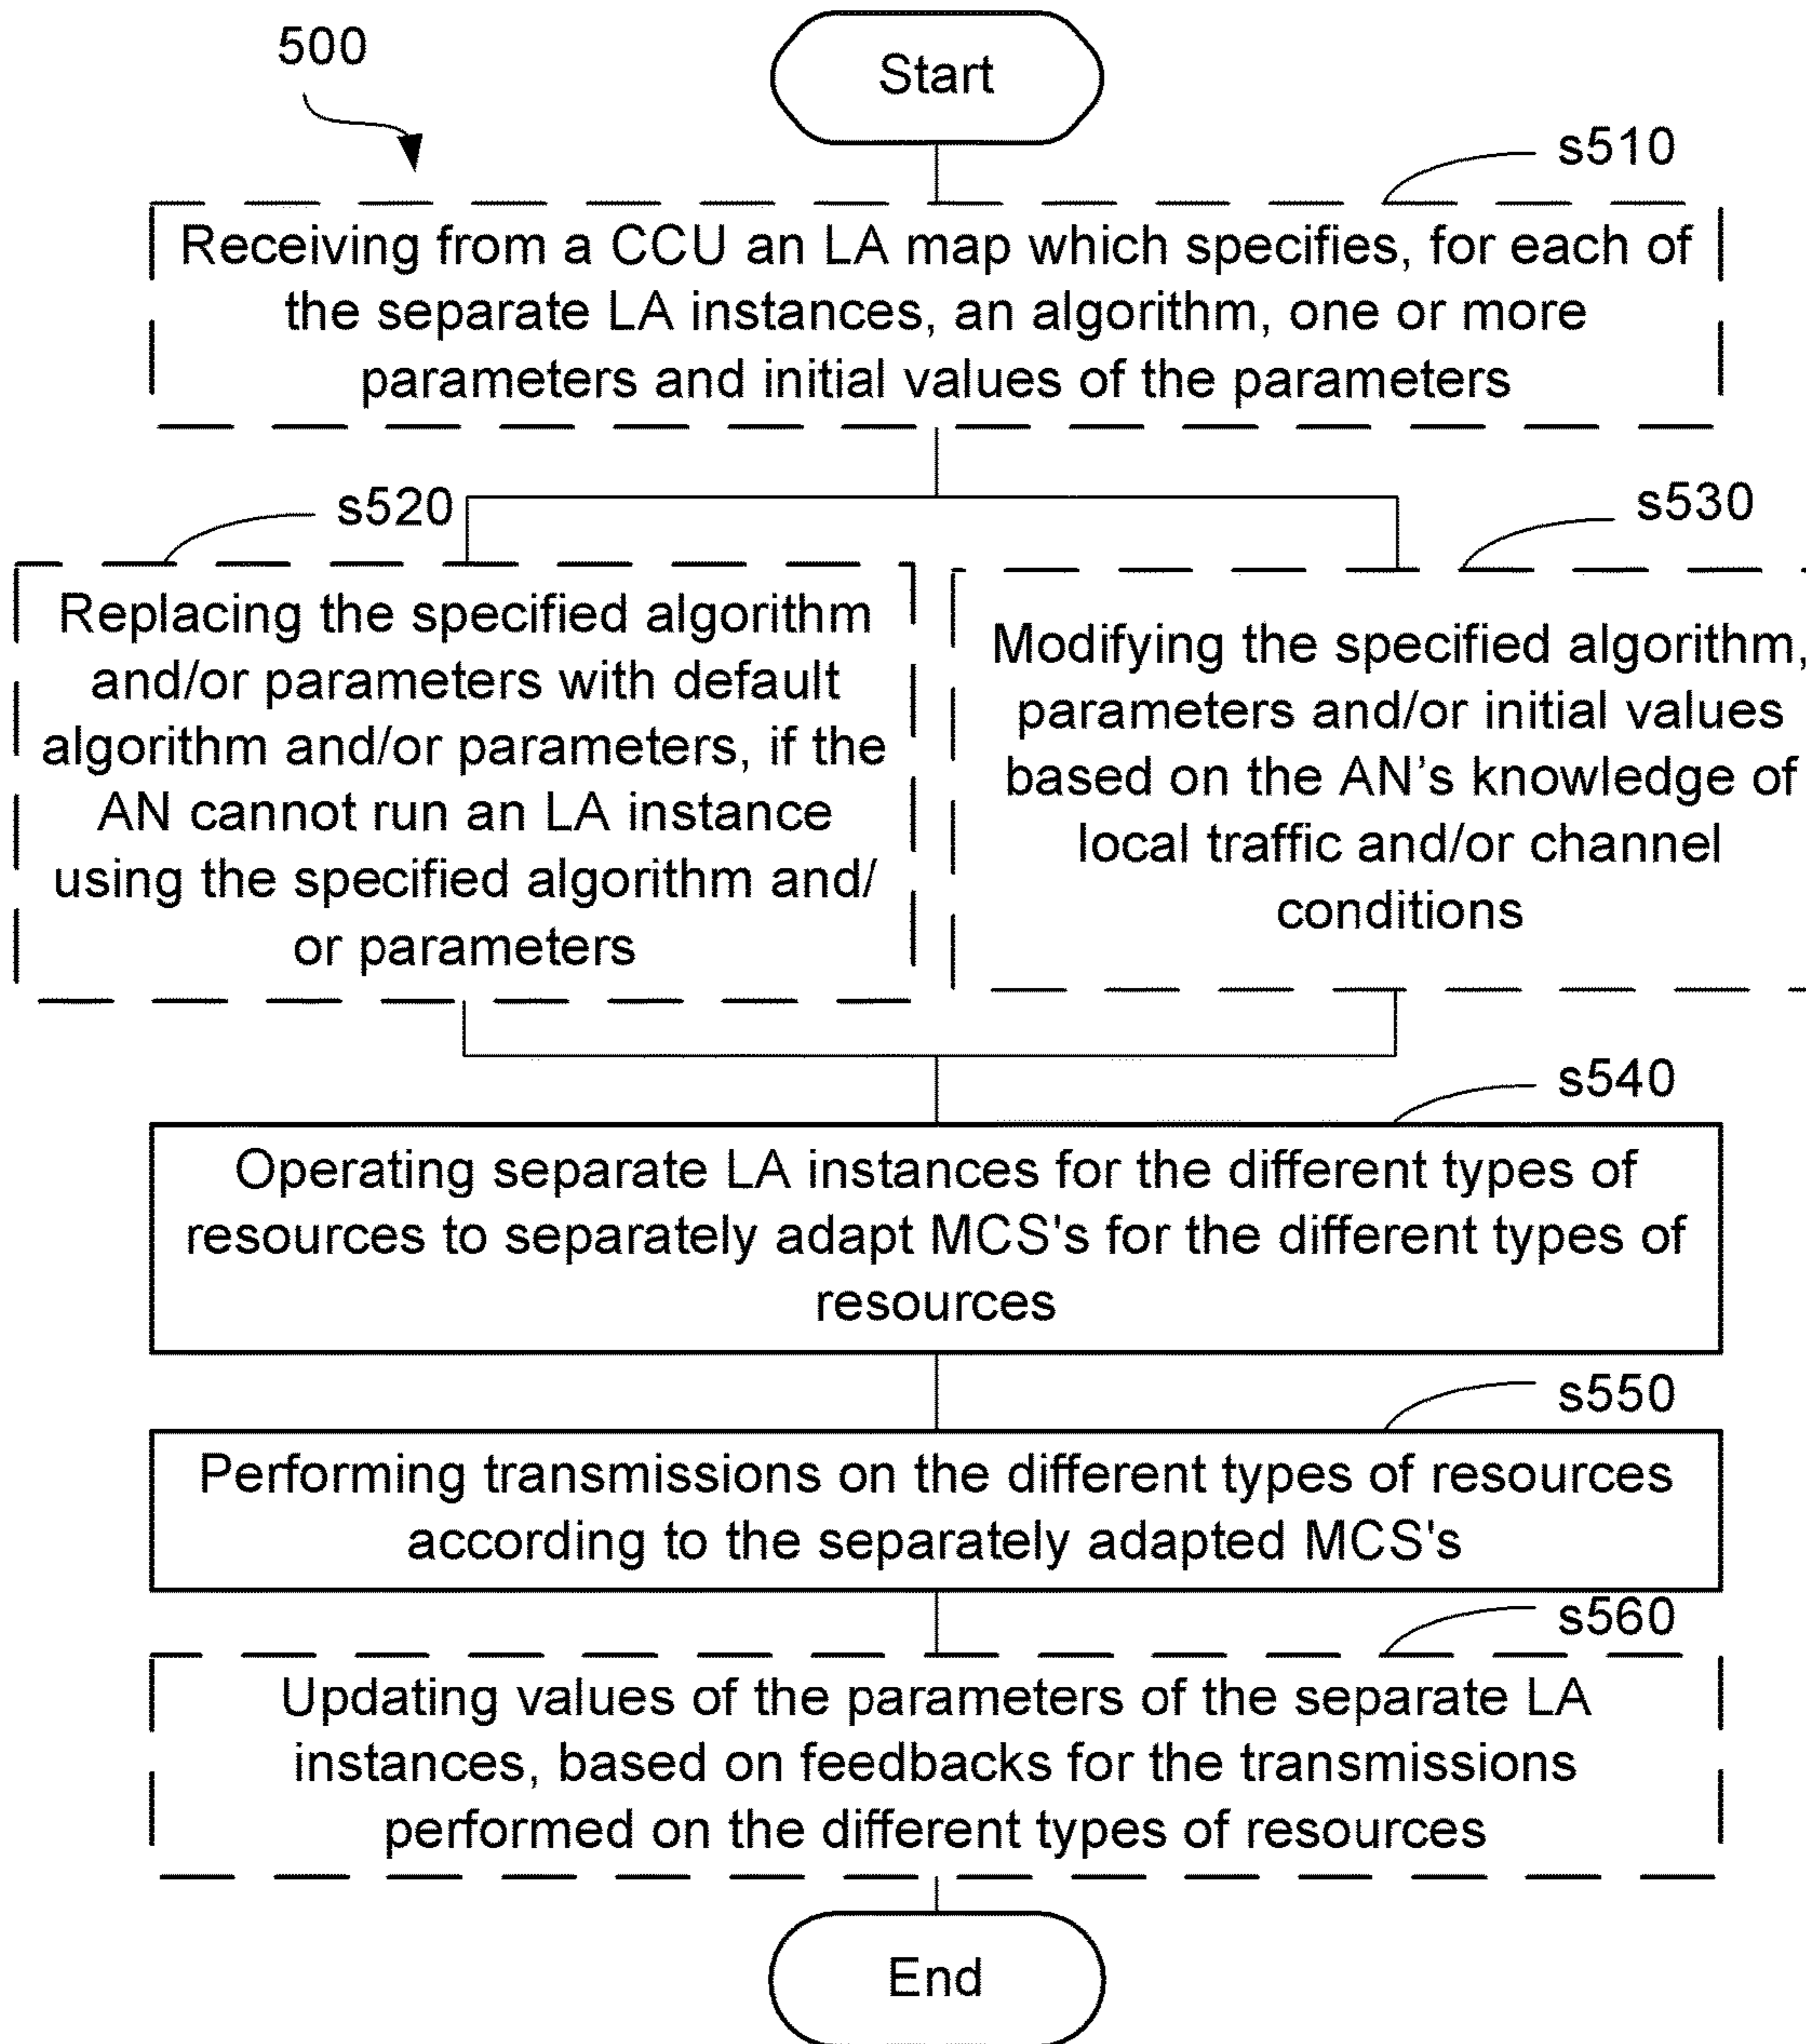 500
Start
s510
Receiving from a CCU an LA map which specifies, for each of
the separate LA instances, an algorithm, one or more
parameters and initial values of the parameters
s520
Replacing the specified algorithm
and/or parameters with default
algorithm and/or parameters, if the
AN cannot run an LA instance
using the specified algorithm and/
or parameters
s530
Modifying the specified algorithm,
parameters and/or initial values
based on the AN’s knowledge of
local traffic and/or channel
conditions
s540
Operating separate LA instances for the different types of
resources to separately adapt MCS's for the different types of
resources
s550
Performing transmissions on the different types of resources
according to the separately adapted MCS's
s560
Updating values of the parameters of the separate LA
instances, based on feedbacks for the transmissions
performed on the different types of resources
End